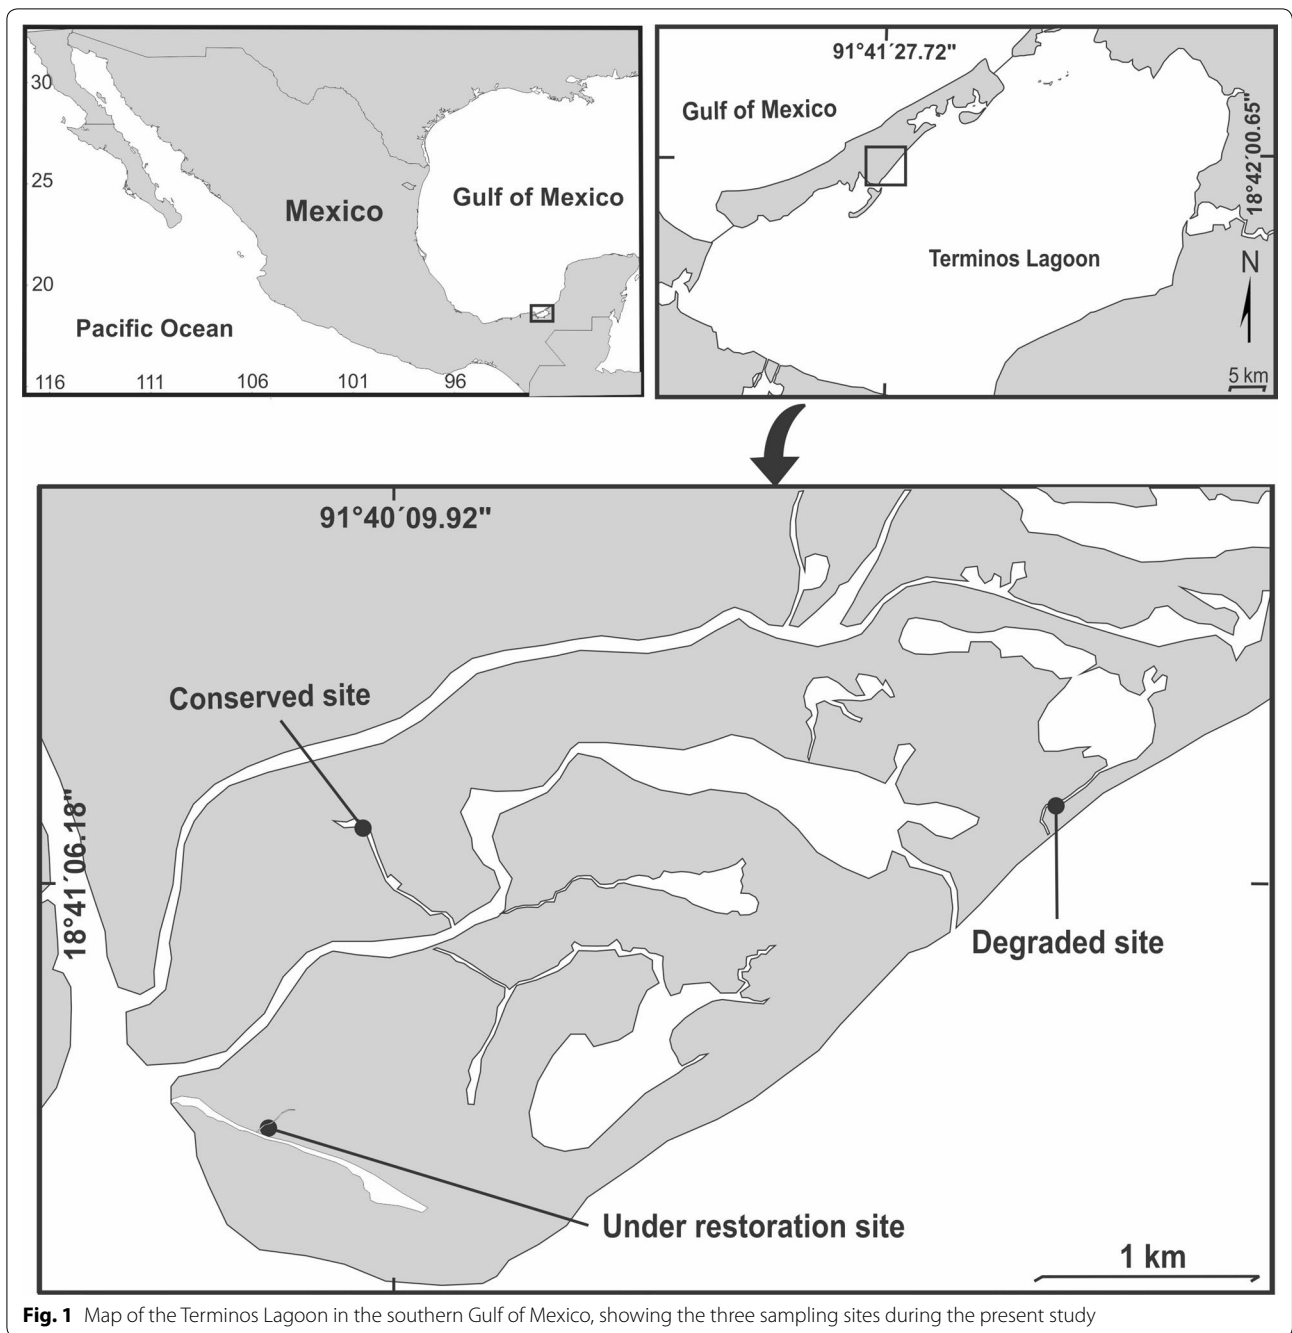 30
25
20
116
111
106
101
96
Mexico
Gulf of Mexico
Pacific Ocean
91°41´27.72"
Gulf of Mexico
18°42´00.65"
Terminos Lagoon
N
5 km
91°40´09.92"
Conserved site
18°41´06.18"
Degraded site
Under restoration site
1 km
Fig. 1 Map of the Terminos Lagoon in the southern Gulf of Mexico, showing the three sampling sites during the present study